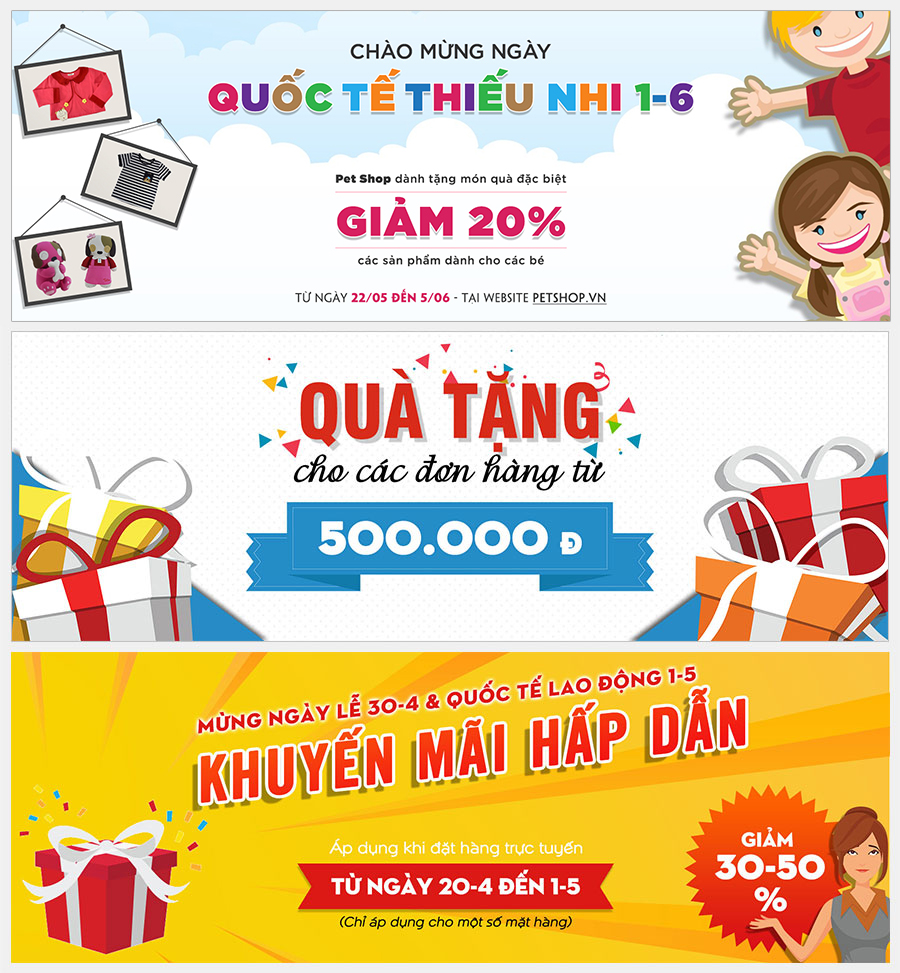 CHÀO MỪNG NGÀY
QUỐC TẾ THIẾU NHI 1-6
Pet Shop dành tặng món quà đặc biệt
GIẢM 20%
các sản phẩm dành cho các bé
TỪ NGÀY 22/05 ĐẾN 5/06 - TẠI WEBSITE PETSHOP.VN
QUÀ TẶNG
cho các đơn hàng từ
500.000 Đ
MỪNG NGÀY LỄ 30-4 & QUỐC TẾ LAO ĐỘNG 1-5
KHUYẾN MÃI HẤP DẪN
Áp dụng khi đặt hàng trực tuyến
TỪ NGÀY 20-4 ĐẾN 1-5
(Chỉ áp dụng cho một số mặt hàng)
GIẢM
30-50
%